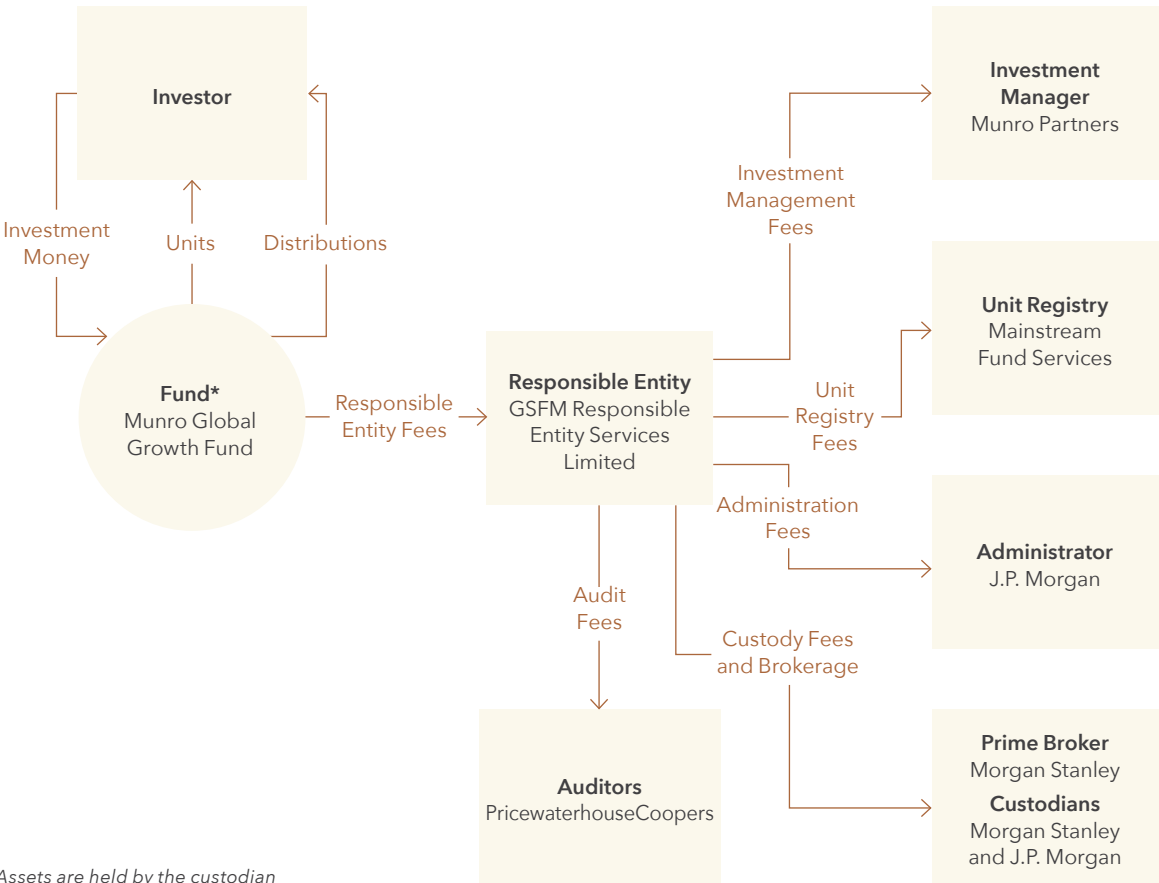 Investor
Investment
Money
Units
Distributions
Fund*
Munro Global
Growth Fund
Responsible
Entity Fees
Responsible Entity
GSFM Responsible
Entity Services
Limited
Investment
Management
Fees
Unit
Registry
Fees
Administration
Fees
Audit
Fees
Custody Fees
and Brokerage
Investment
Manager
Munro Partners
Unit Registry
Mainstream
Fund Services
Administrator
J.P. Morgan
Auditors
PricewaterhouseCoopers
Prime Broker
Morgan Stanley
Custodians
Morgan Stanley
and J.P. Morgan
Assets are held by the custodian